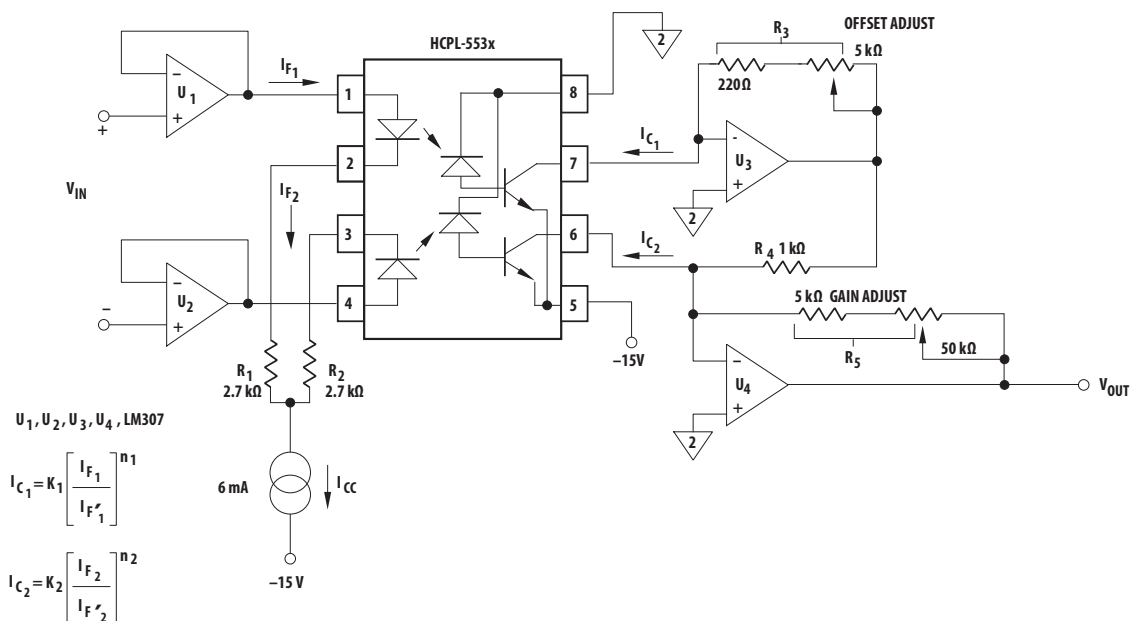 HCPL-553x
OFFSET ADJUST
R3
5 kΩ
220Ω
2
IF1
U1
–
+
+
VIN
1
2
3
4
8
7
6
5
IC1
-
U3
+
2
IF2
IC2
R4 1kΩ
–
U2
+
–
5 kΩ GAIN ADJUST
R5
50 kΩ
–15V
R1
2.7 kΩ
R2
2.7 kΩ
–
U4
+
2
VOUT
U1, U2, U3, U4, LM307
IC1 = K1 [IF1 / IF′1]n1
6 mA
ICC
–15 V
IC2 = K2 [IF2 / IF′2]n2